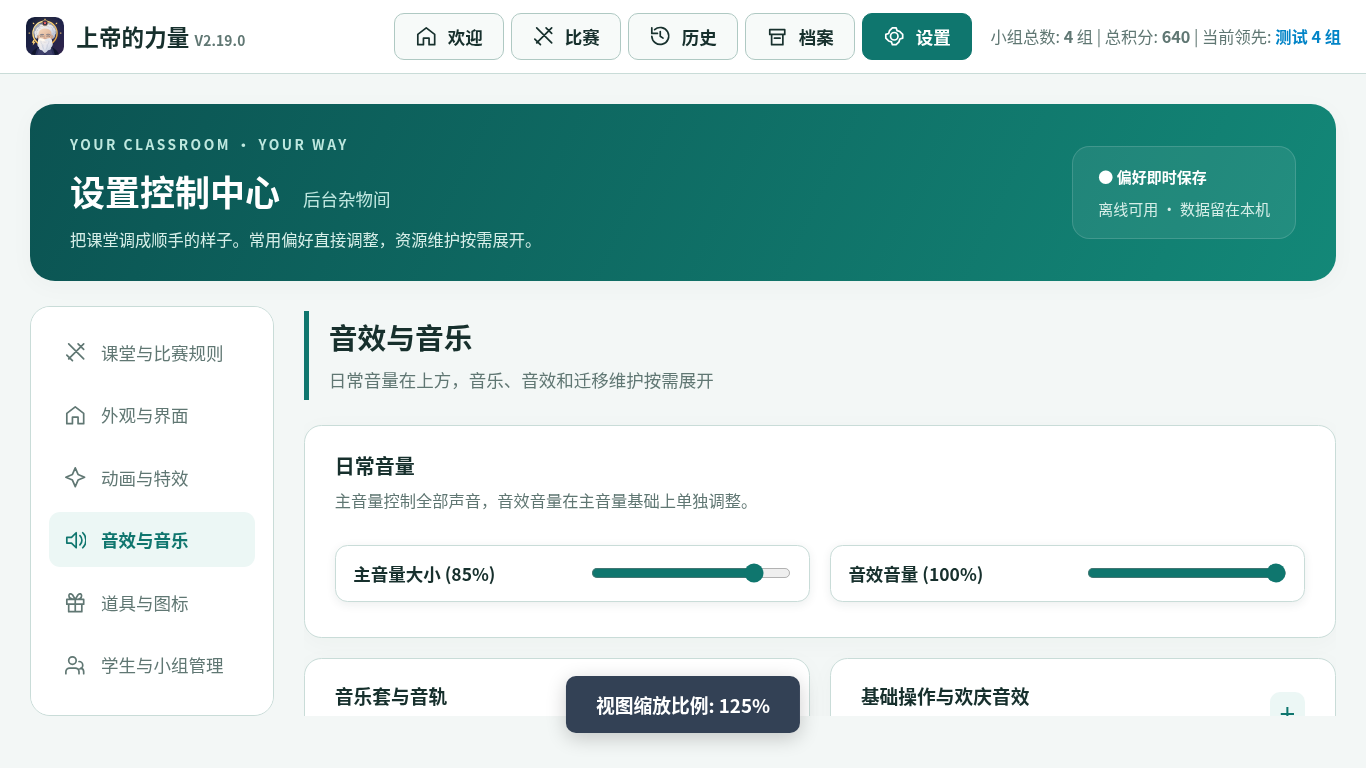 上帝的力量 V2.19.0
欢迎
比赛
历史
档案
设置
小组总数: 4 组 | 总积分: 640 | 当前领先: 测试 4 组
YOUR CLASSROOM • YOUR WAY
设置控制中心 后台杂物间
把课堂调成顺手的样子。常用偏好直接调整，资源维护按需展开。
偏好即时保存
离线可用 • 数据留在本机
课堂与比赛规则
外观与界面
动画与特效
音效与音乐
道具与图标
学生与小组管理
音效与音乐
日常音量在上方，音乐、音效和迁移维护按需展开
日常音量
主音量控制全部声音，音效音量在主音量基础上单独调整。
主音量大小 (85%)
音效音量 (100%)
音乐套与音轨
基础操作与欢庆音效
视图缩放比例: 125%